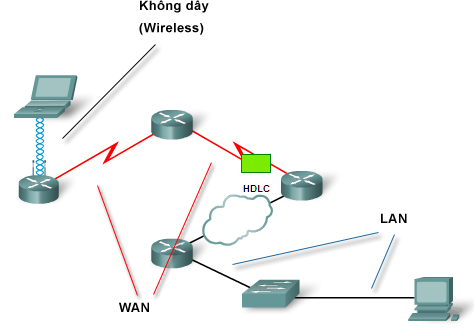 Không dây
(Wireless)
HDLC
LAN
WAN